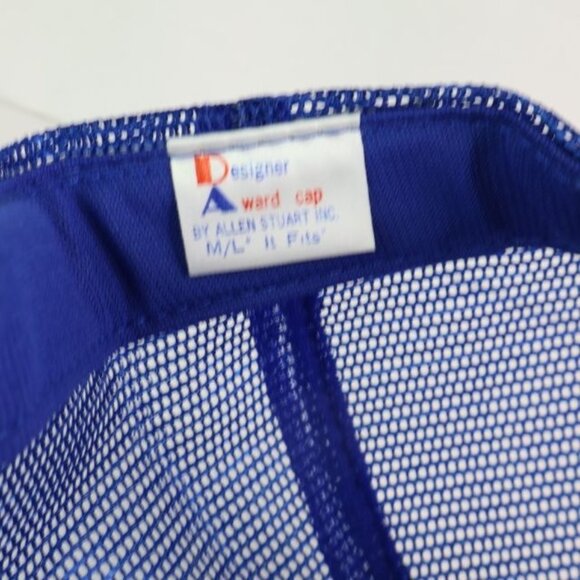 Designer
Award cap
BY ALLEN STUART INC.
M/L" It Fits"